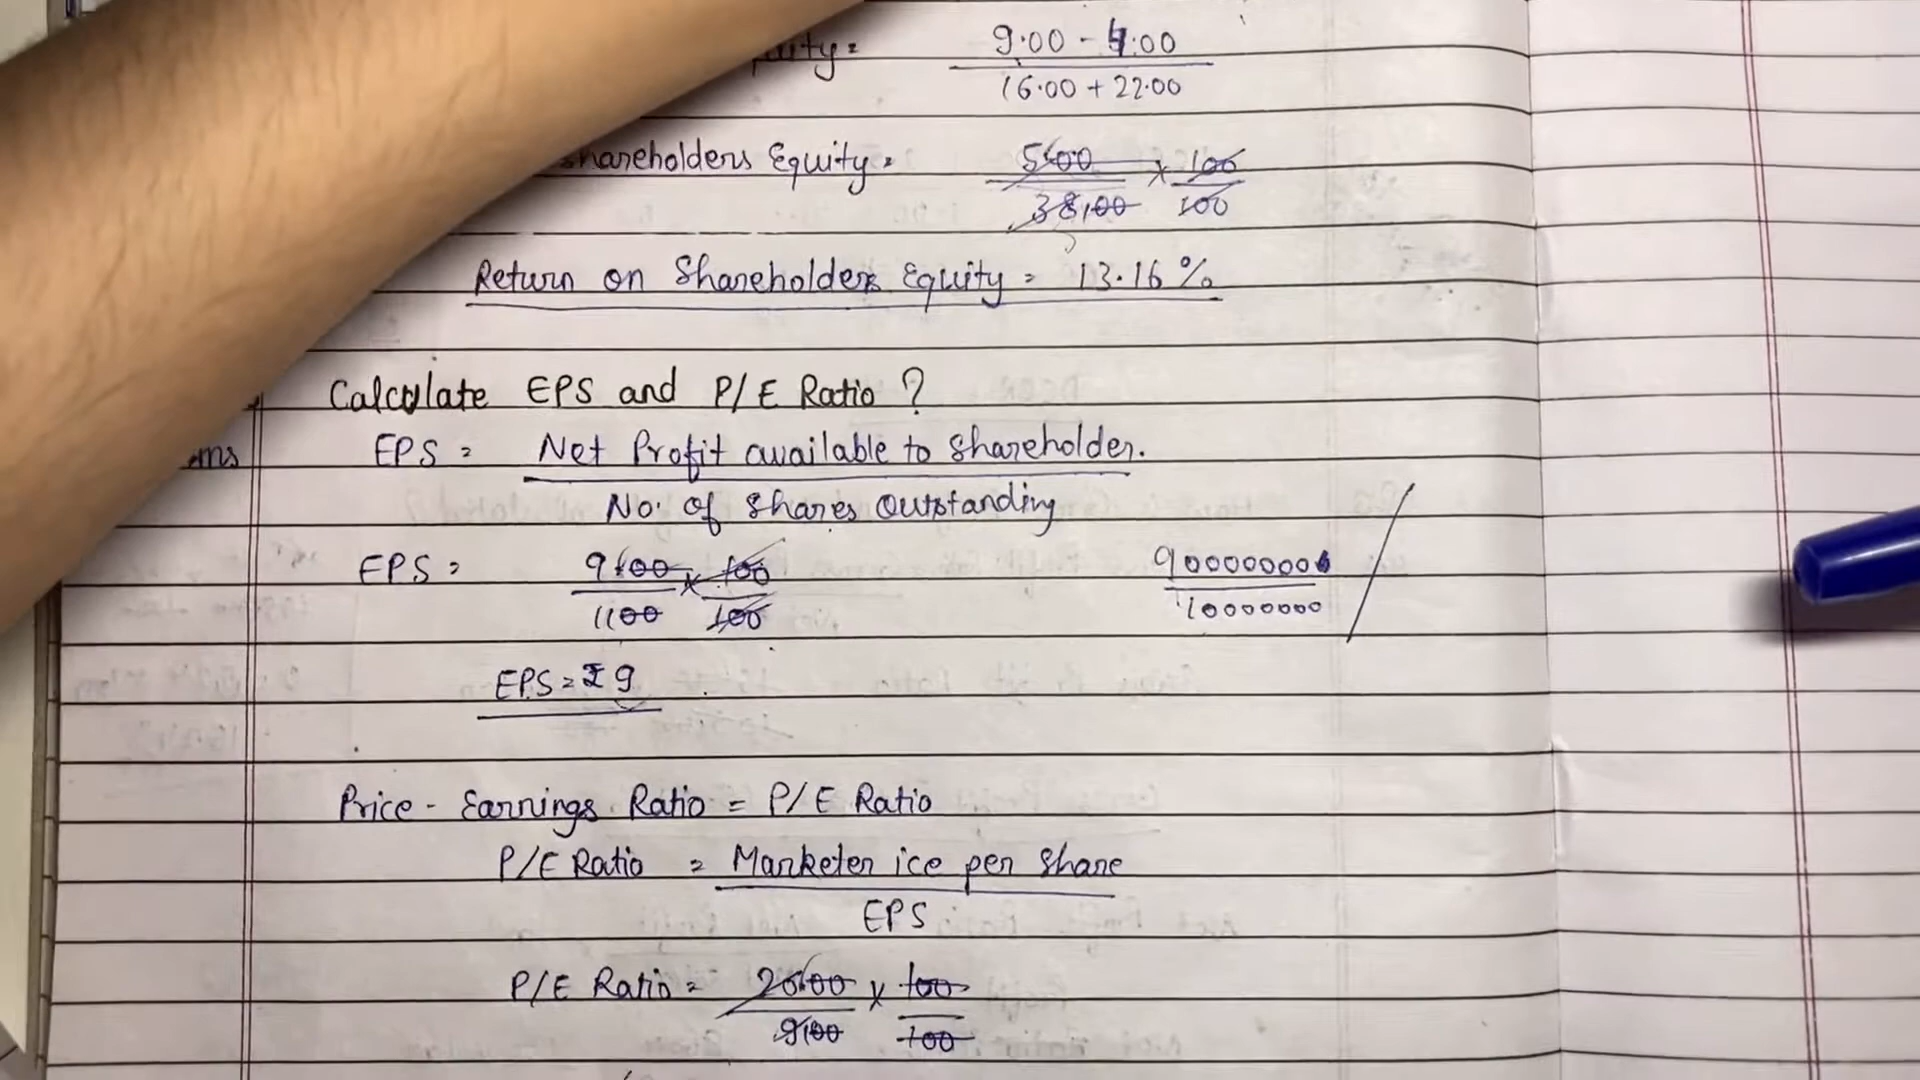 9.00 - 4.00
16.00 + 22.00
Shareholders Equity = 5.00 × 100
38.00 100
Return on Shareholders Equity = 13.16 %
Calculate EPS and P/E Ratio ?
EPS = Net Profit available to shareholder.
No. of Shares Outstanding
EPS = 9.00 × 100 900000000
1.00 100 10000000
EPS = ₹ 9
Price - Earnings Ratio = P/E Ratio
P/E Ratio = Marketer ice per Share
EPS
P/E Ratio = 20.00 × 100
9.00 100